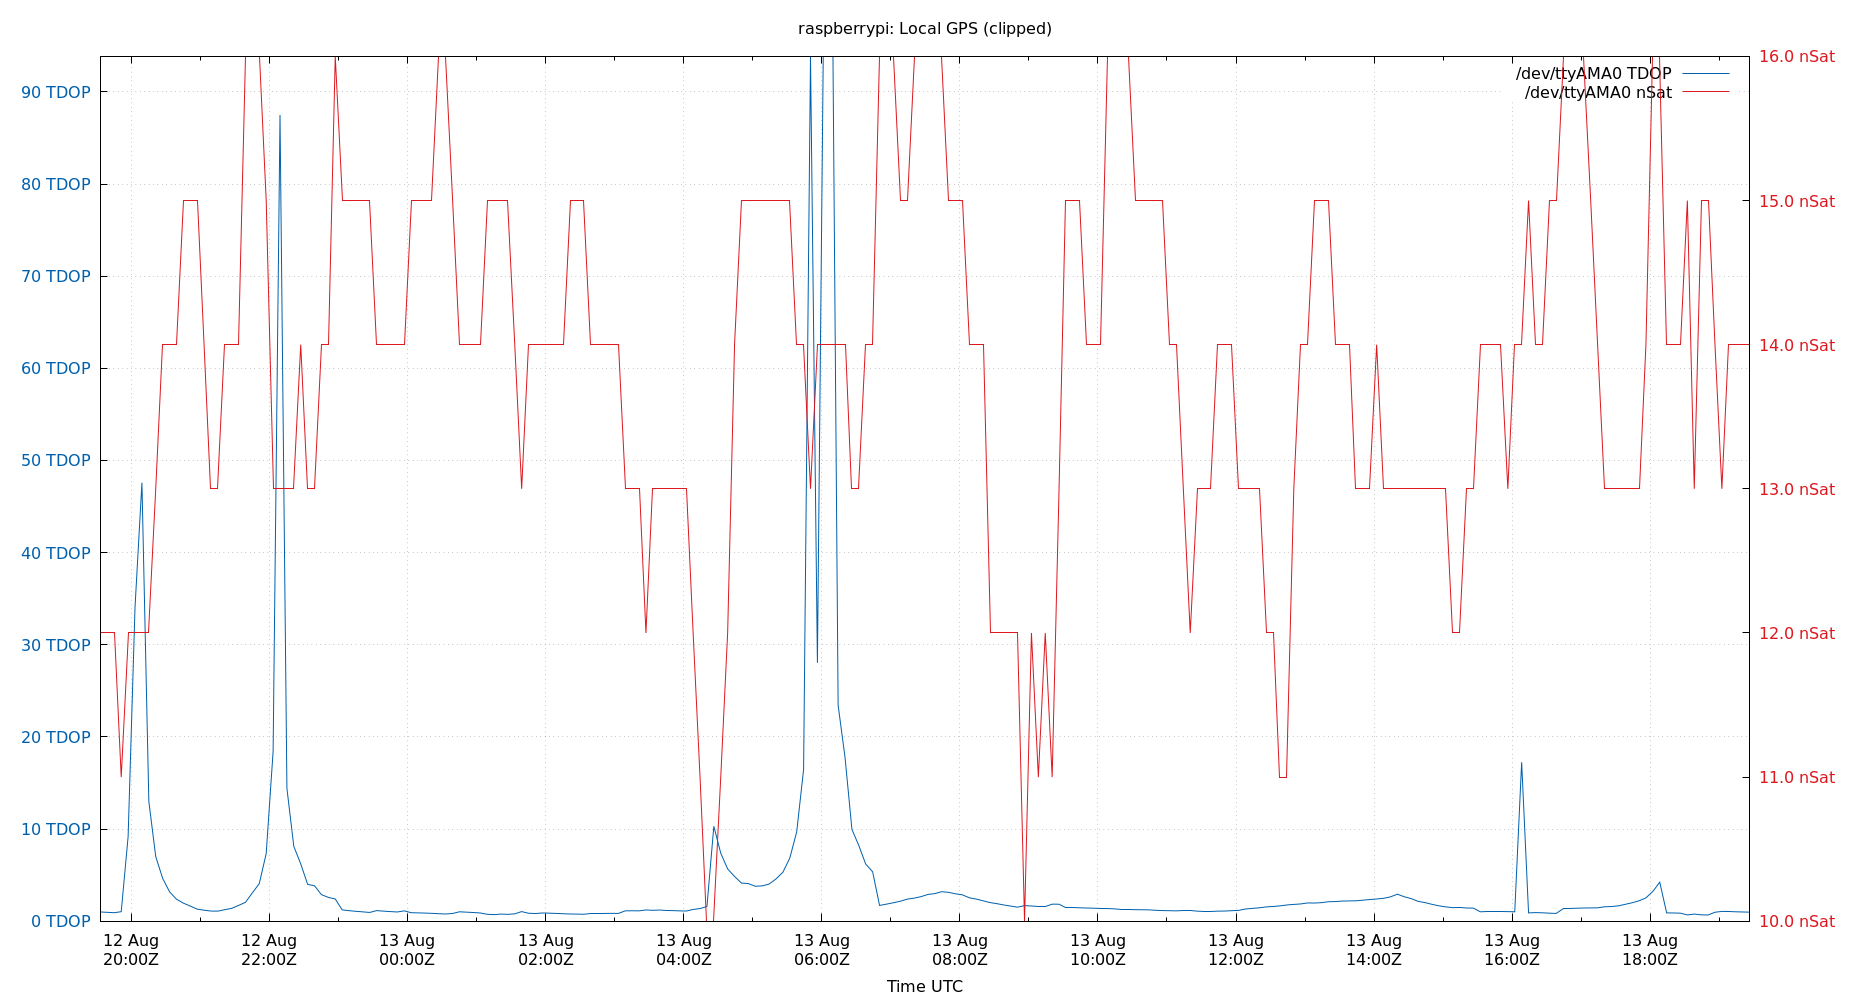 raspberrypi: Local GPS (clipped)
/dev/ttyAMA0 TDOP
/dev/ttyAMA0 nSat
90 TDOP
80 TDOP
70 TDOP
60 TDOP
50 TDOP
40 TDOP
30 TDOP
20 TDOP
10 TDOP
0 TDOP
16.0 nSat
15.0 nSat
14.0 nSat
13.0 nSat
12.0 nSat
11.0 nSat
10.0 nSat
12 Aug
20:00Z
12 Aug
22:00Z
13 Aug
00:00Z
13 Aug
02:00Z
13 Aug
04:00Z
13 Aug
06:00Z
13 Aug
08:00Z
13 Aug
10:00Z
13 Aug
12:00Z
13 Aug
14:00Z
13 Aug
16:00Z
13 Aug
18:00Z
Time UTC